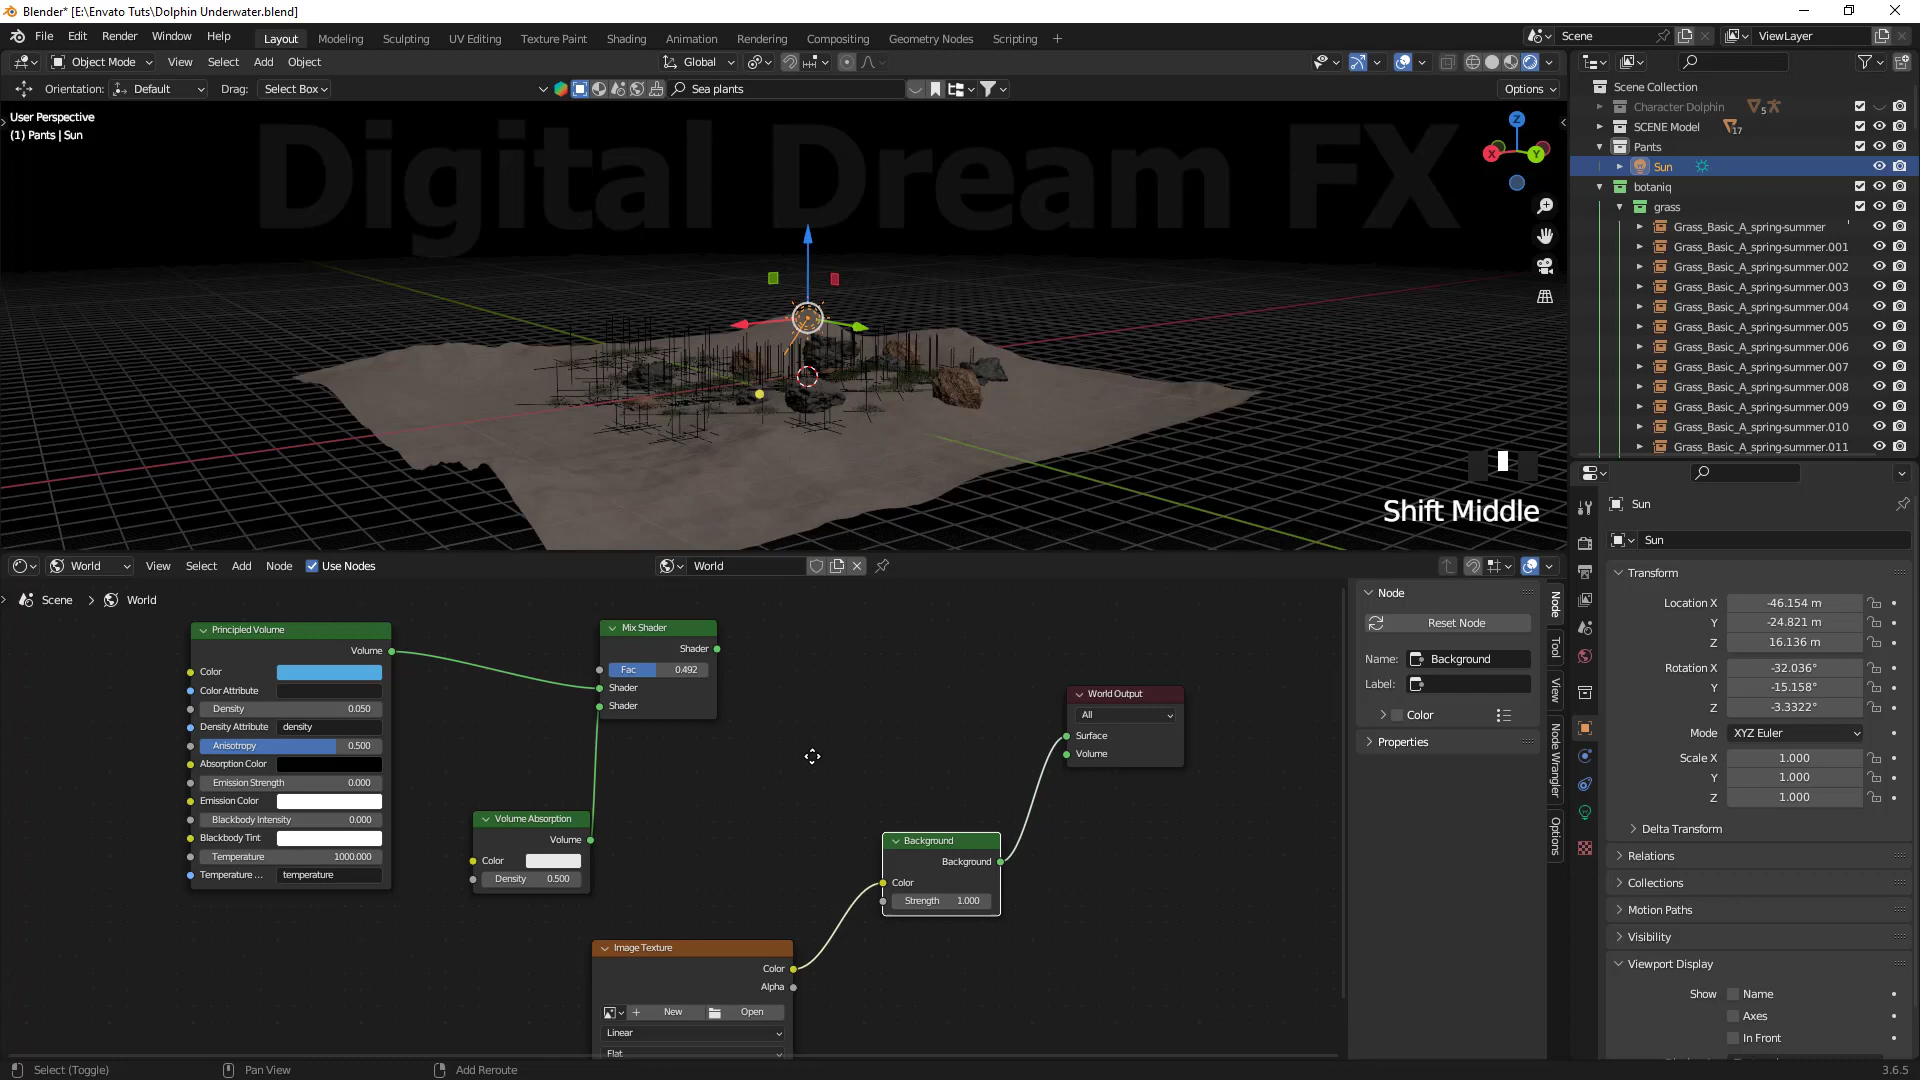 Blender* [E:\Envato Tuts\Dolphin Underwater.blend]
File Edit Render Window Help Layout Modeling Sculpting UV Editing Texture Paint Shading Animation Rendering Compositing Geometry Nodes Scripting + Scene ViewLayer
Object Mode View Select Add Object Global
Orientation: Default Drag: Select Box Sea plants Options
User Perspective
(1) Pants | Sun
Digital Dream FX
Z
X
Y
Shift Middle
Scene Collection
Character Dolphin 5
SCENE Model 17
Pants
Sun
botaniq
grass
Grass_Basic_A_spring-summer
Grass_Basic_A_spring-summer.001
Grass_Basic_A_spring-summer.002
Grass_Basic_A_spring-summer.003
Grass_Basic_A_spring-summer.004
Grass_Basic_A_spring-summer.005
Grass_Basic_A_spring-summer.006
Grass_Basic_A_spring-summer.007
Grass_Basic_A_spring-summer.008
Grass_Basic_A_spring-summer.009
Grass_Basic_A_spring-summer.010
Grass_Basic_A_spring-summer.011
World View Select Add Node Use Nodes World
Scene > World
Principled Volume
Volume
Color
Color Attribute
Density 0.050
Density Attribute density
Anisotropy 0.500
Absorption Color
Emission Strength 0.000
Emission Color
Blackbody Intensity 0.000
Blackbody Tint
Temperature 1000.000
Temperature ... temperature
Mix Shader
Shader
Fac 0.492
Shader
Shader
Volume Absorption
Volume
Color
Density 0.500
Image Texture
Color
Alpha
New Open
Linear
Flat
Background
Background
Color
Strength 1.000
World Output
All
Surface
Volume
Node
Reset Node
Name: Background
Label:
Color
Properties
Node
Tool
View
Node Wrangler
Options
Sun
Sun
Transform
Location X -46.154 m
Y -24.821 m
Z 16.136 m
Rotation X -32.036°
Y -15.158°
Z -3.3322°
Mode XYZ Euler
Scale X 1.000
Y 1.000
Z 1.000
Delta Transform
Relations
Collections
Motion Paths
Visibility
Viewport Display
Show Name
Axes
In Front
Select (Toggle) Pan View Add Reroute 3.6.5